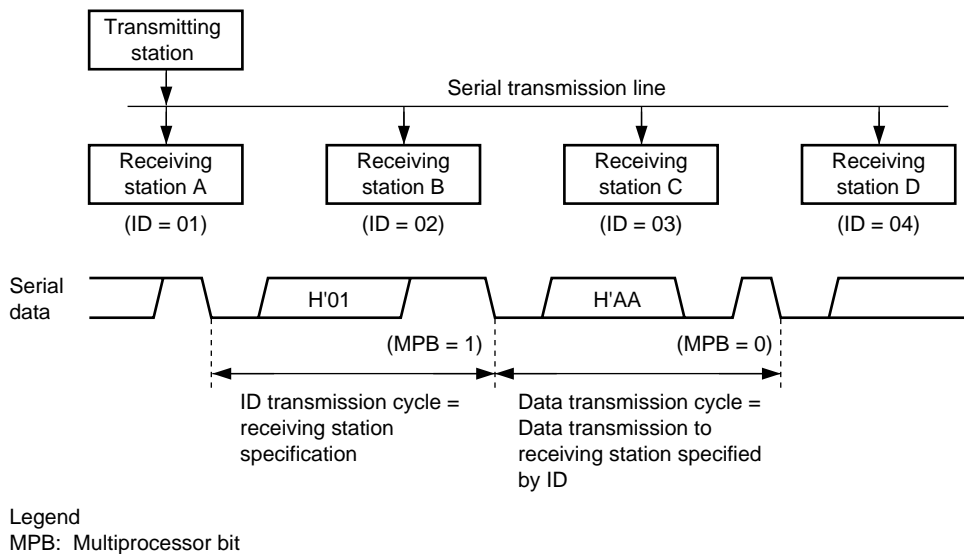 Transmitting
station
Serial transmission line
Receiving
station A
Receiving
station B
Receiving
station C
Receiving
station D
(ID = 01)
(ID = 02)
(ID = 03)
(ID = 04)
Serial
data
H'01
H'AA
(MPB = 1)
(MPB = 0)
ID transmission cycle =
receiving station
specification
Data transmission cycle =
Data transmission to
receiving station specified
by ID
Legend
MPB: Multiprocessor bit